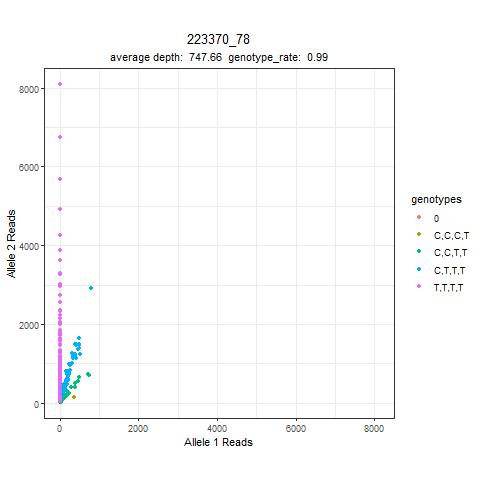 223370_78
average depth:  747.66  genotype_rate:  0.99
8000
6000
4000
2000
0
Allele 2 Reads
0
2000
4000
6000
8000
Allele 1 Reads
genotypes
0
C,C,C,T
C,C,T,T
C,T,T,T
T,T,T,T